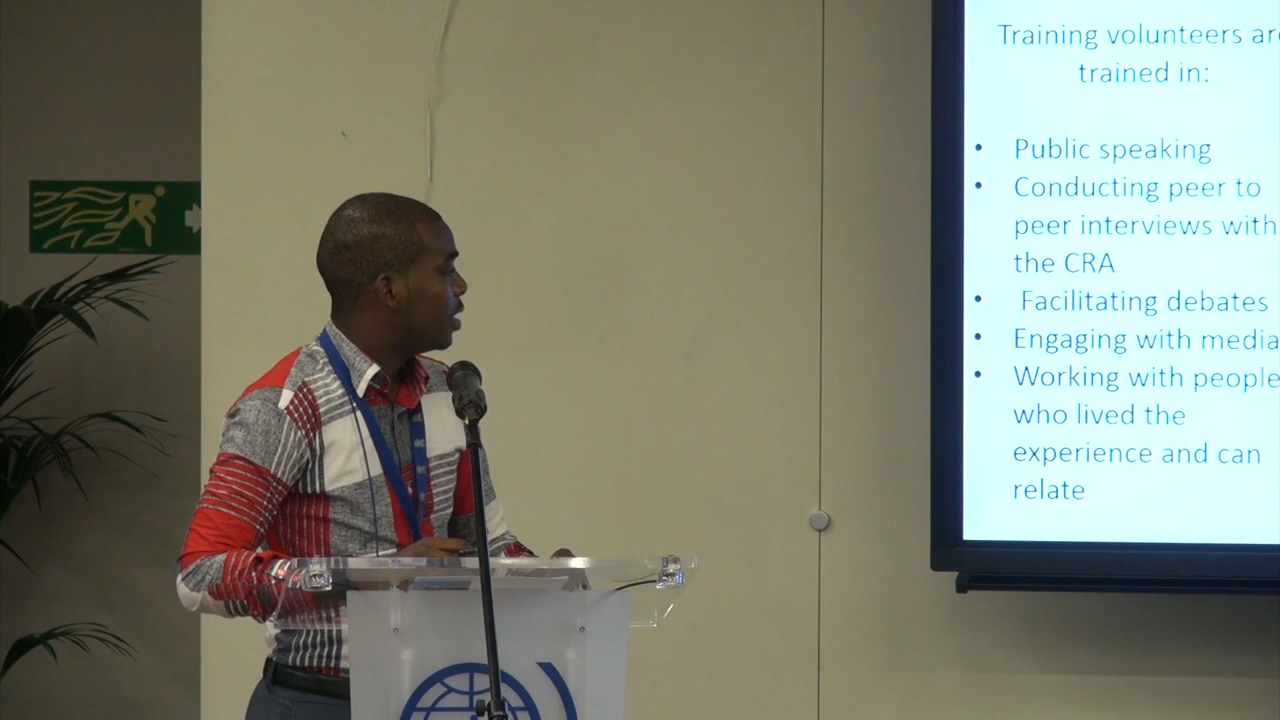 Training volunteers are
trained in:
• Public speaking
• Conducting peer to
peer interviews with
the CRA
• Facilitating debates
• Engaging with media
• Working with people
who lived the
experience and can
relate